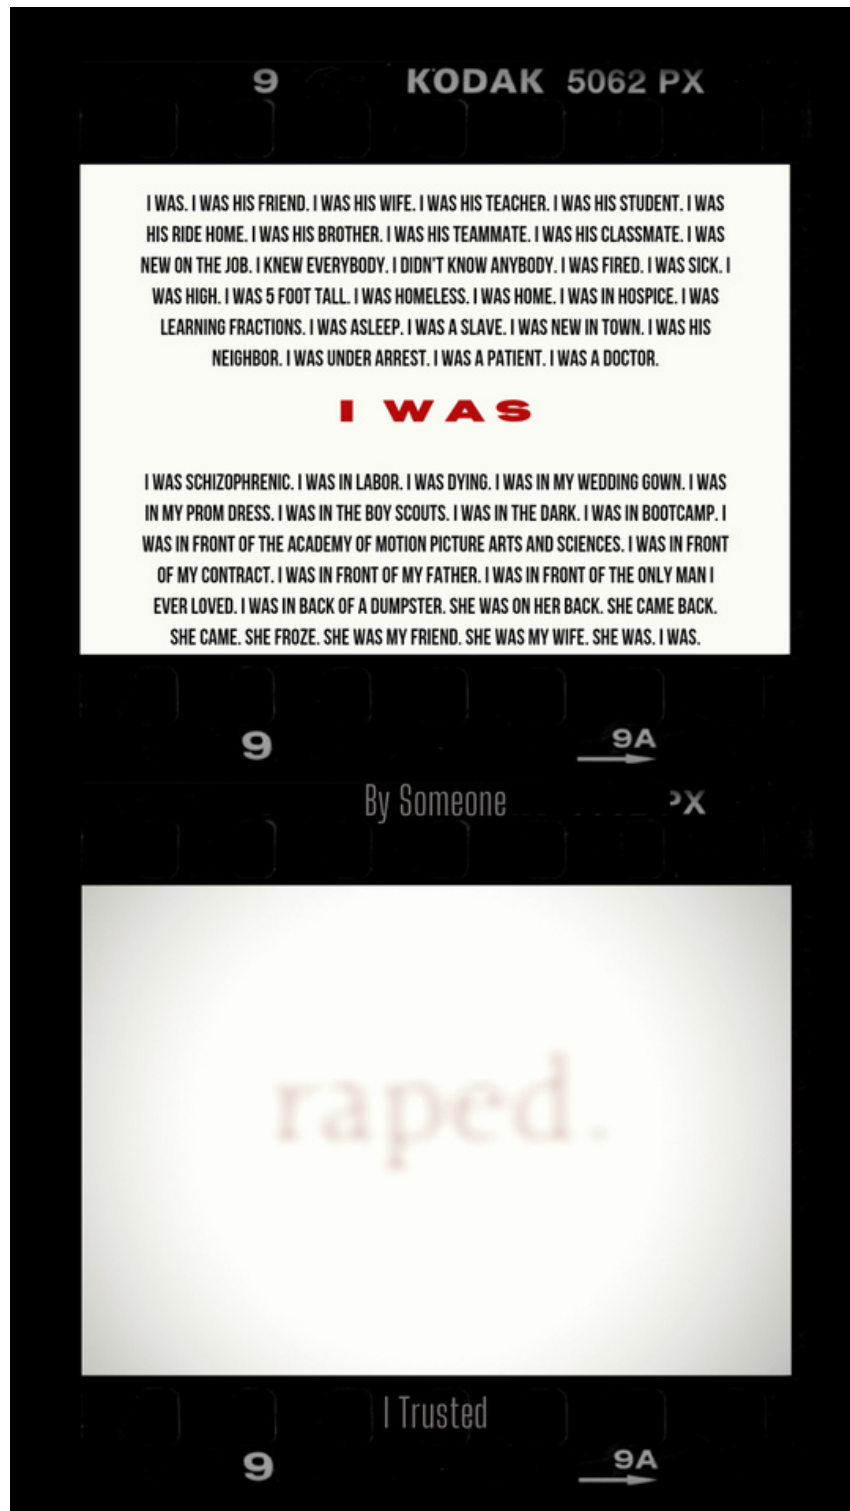 9 KODAK 5062 PX
I WAS. I WAS HIS FRIEND. I WAS HIS WIFE. I WAS HIS TEACHER. I WAS HIS STUDENT. I WAS
HIS RIDE HOME. I WAS HIS BROTHER. I WAS HIS TEAMMATE. I WAS HIS CLASSMATE. I WAS
NEW ON THE JOB. I KNEW EVERYBODY. I DIDN'T KNOW ANYBODY. I WAS FIRED. I WAS SICK. I
WAS HIGH. I WAS 5 FOOT TALL. I WAS HOMELESS. I WAS HOME. I WAS IN HOSPICE. I WAS
LEARNING FRACTIONS. I WAS ASLEEP. I WAS A SLAVE. I WAS NEW IN TOWN. I WAS HIS
NEIGHBOR. I WAS UNDER ARREST. I WAS A PATIENT. I WAS A DOCTOR.
I WAS
I WAS SCHIZOPHRENIC. I WAS IN LABOR. I WAS DYING. I WAS IN MY WEDDING GOWN. I WAS
IN MY PROM DRESS. I WAS IN THE BOY SCOUTS. I WAS IN THE DARK. I WAS IN BOOTCAMP. I
WAS IN FRONT OF THE ACADEMY OF MOTION PICTURE ARTS AND SCIENCES. I WAS IN FRONT
OF MY CONTRACT. I WAS IN FRONT OF MY FATHER. I WAS IN FRONT OF THE ONLY MAN I
EVER LOVED. I WAS IN BACK OF A DUMPSTER. SHE WAS ON HER BACK. SHE CAME BACK.
SHE CAME. SHE FROZE. SHE WAS MY FRIEND. SHE WAS MY WIFE. SHE WAS. I WAS.
9 9A
By Someone
raped.
I Trusted
9 9A